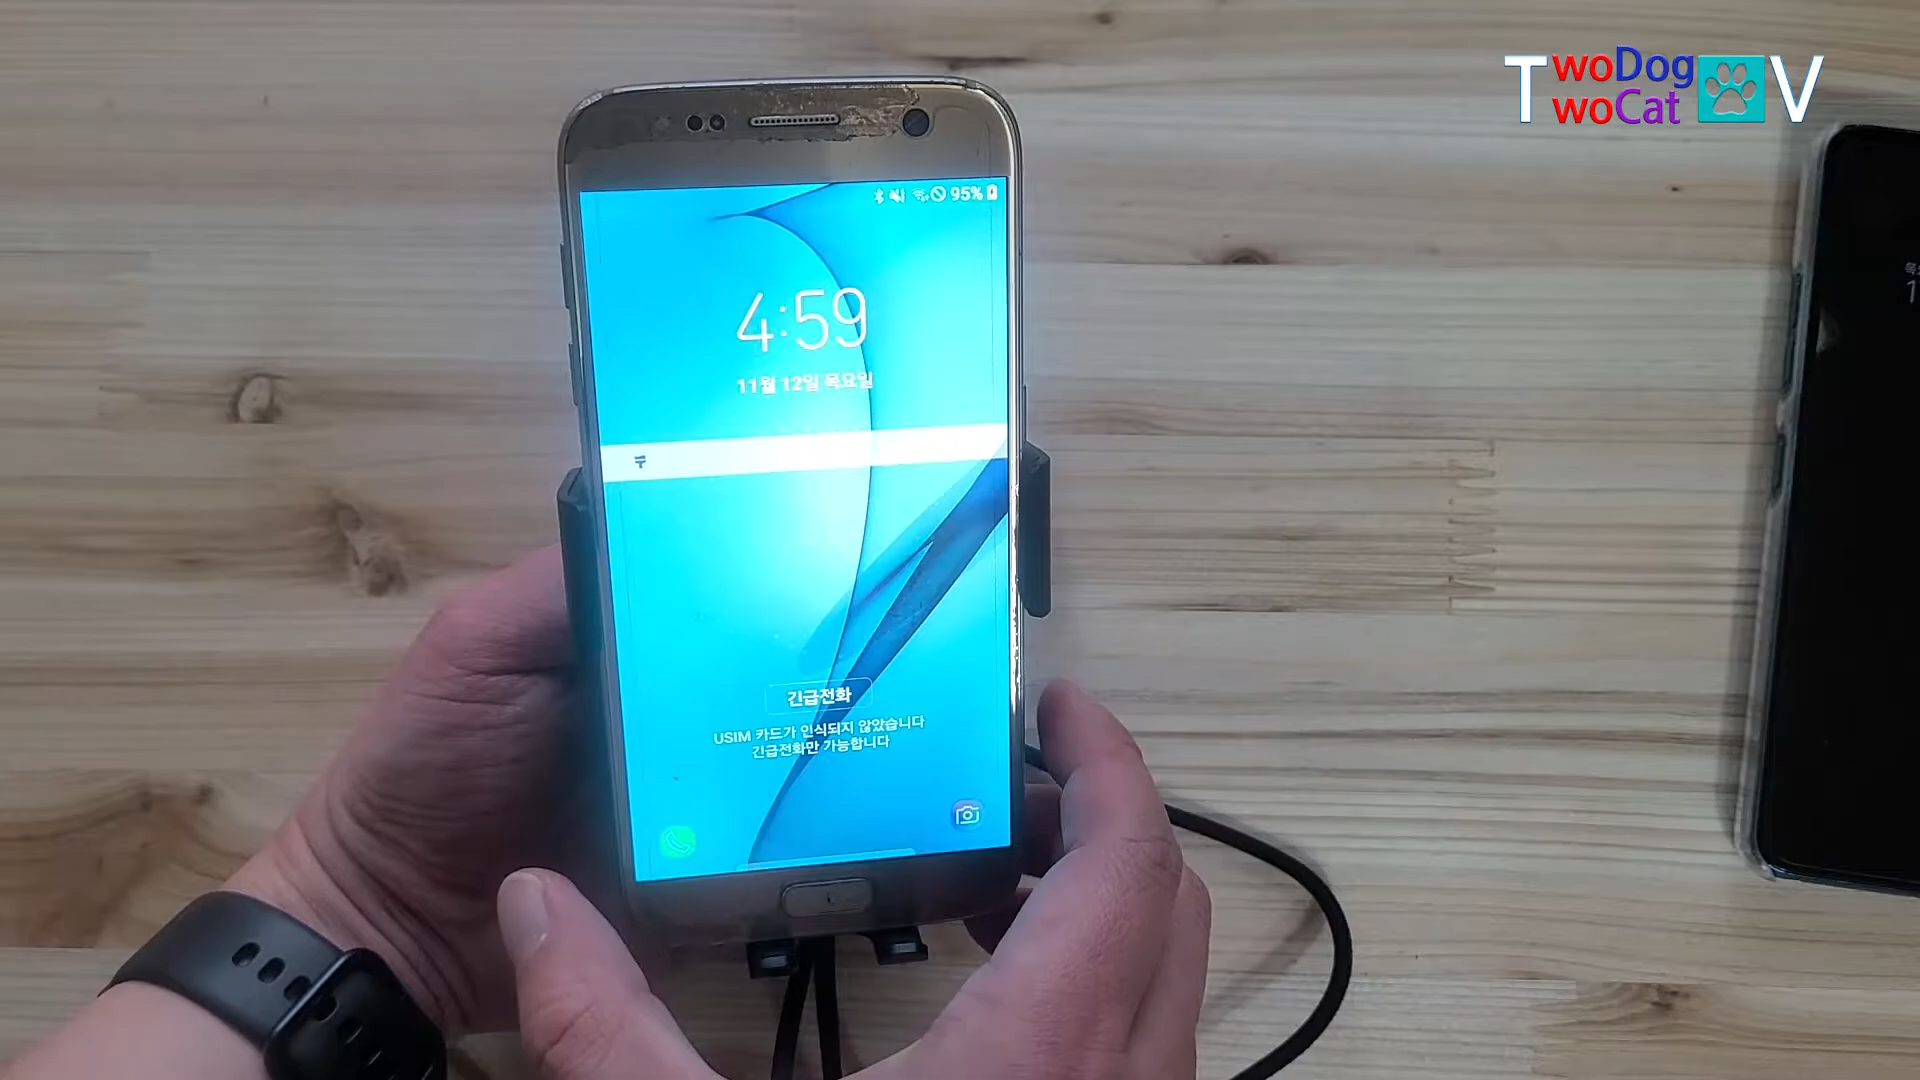 TwoDog V
woCat
95%
4:59
11월 12일 목요일
긴급전화
USIM 카드가 인식되지 않았습니다
긴급전화만 가능합니다